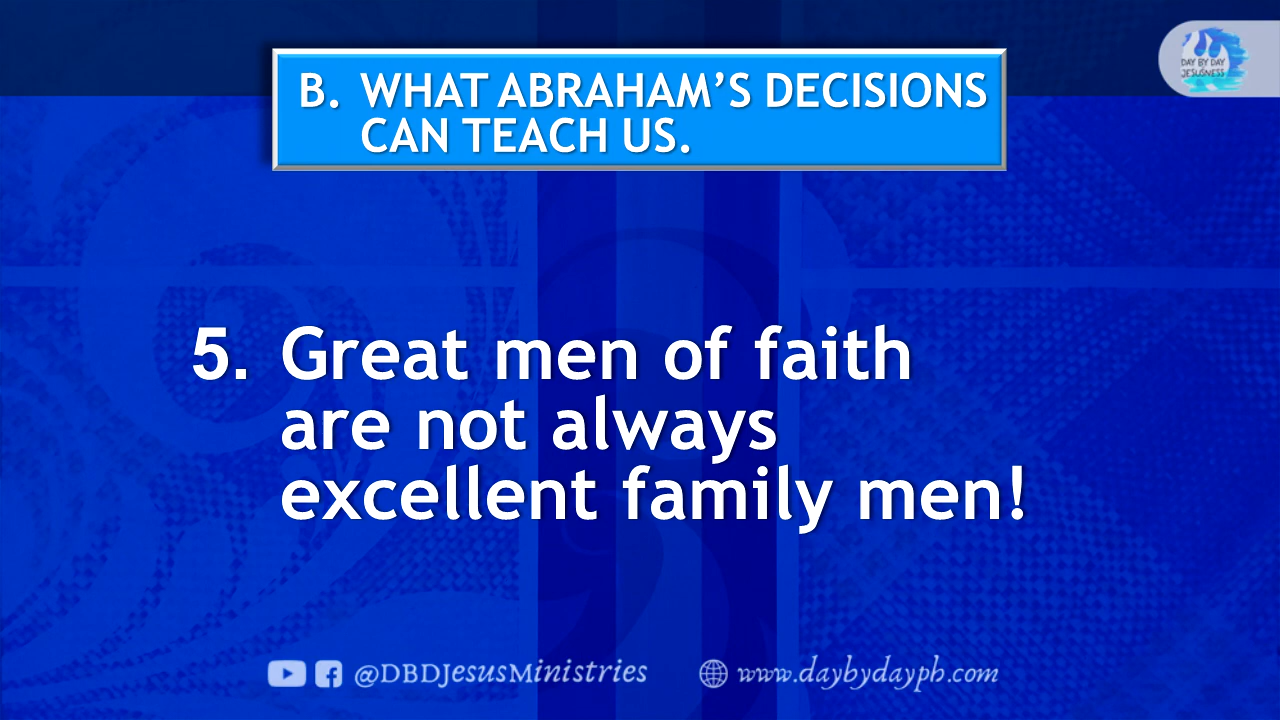 DAY BY DAY
JESUSNESS
B. WHAT ABRAHAM’S DECISIONS
CAN TEACH US.
5. Great men of faith
are not always
excellent family men!
@DBDJesusMinistries
www.daybydayph.com